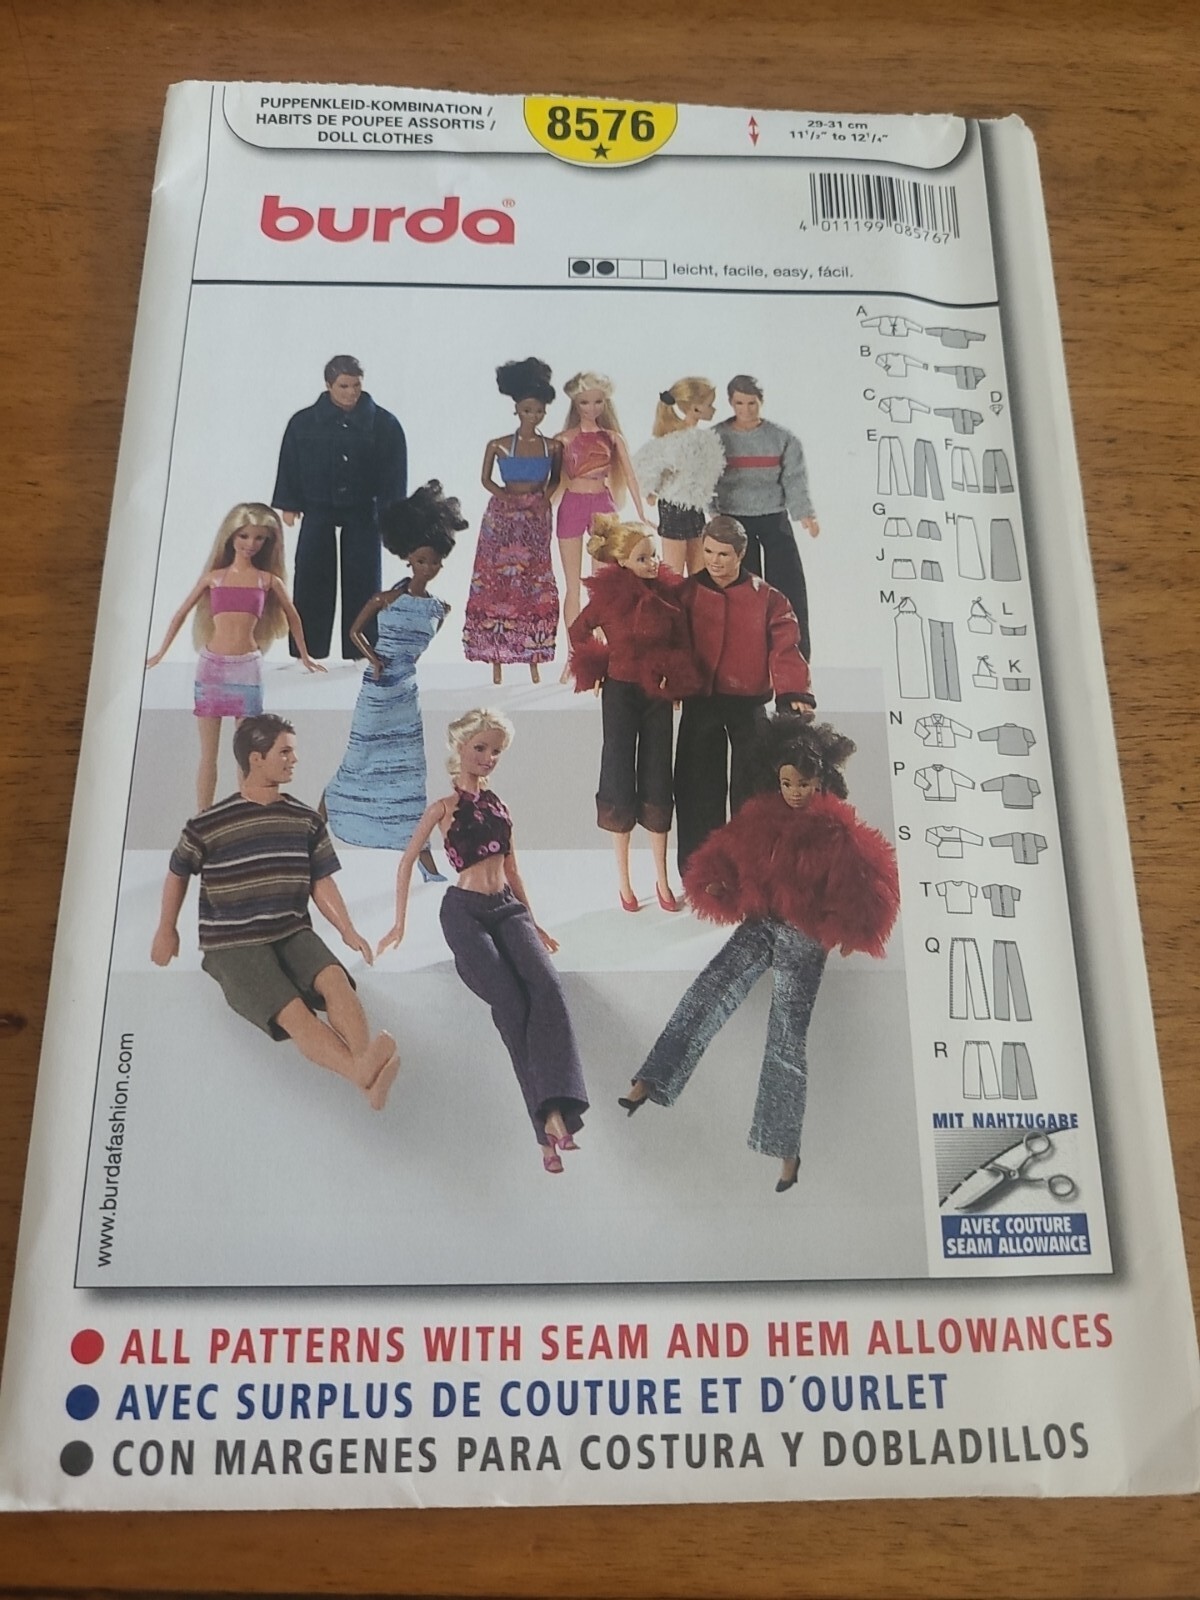 PUPPENKLEID-KOMBINATION /
HABITS DE POUPEE ASSORTIS /
DOLL CLOTHES
8576
29-31 cm
11 1/2" to 12 1/4"
burda®
4 011199 085767
leicht, facile, easy, fácil.
A
B
C
D
E
F
G
H
J
M
L
K
N
P
S
T
Q
R
MIT NAHTZUGABE
AVEC COUTURE
SEAM ALLOWANCE
www.burdafashion.com
ALL PATTERNS WITH SEAM AND HEM ALLOWANCES
AVEC SURPLUS DE COUTURE ET D'OURLET
CON MARGENES PARA COSTURA Y DOBLADILLOS